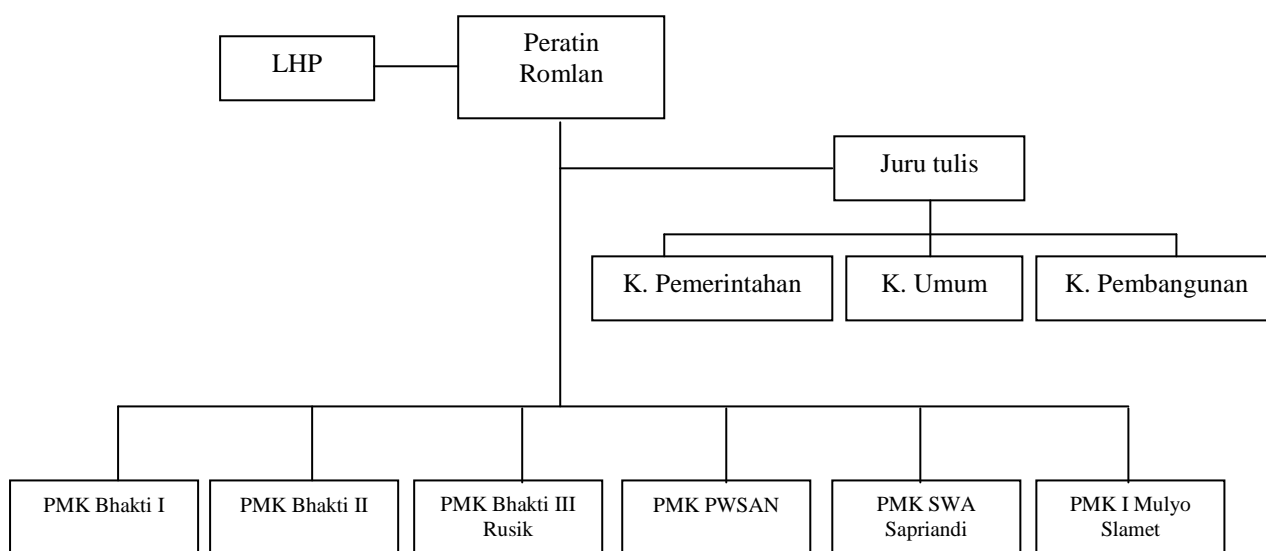 Peratin
Romlan
LHP
Juru tulis
K. Pemerintahan
K. Umum
K. Pembangunan
PMK Bhakti I
PMK Bhakti II
PMK Bhakti III
Rusik
PMK PWSAN
PMK SWA
Sapriandi
PMK I Mulyo
Slamet